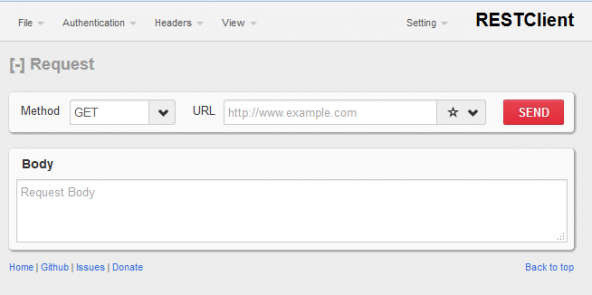 File Authentication Headers View Setting RESTClient
[-] Request
Method GET URL http://www.example.com SEND
Body
Request Body
Home | Github | Issues | Donate Back to top